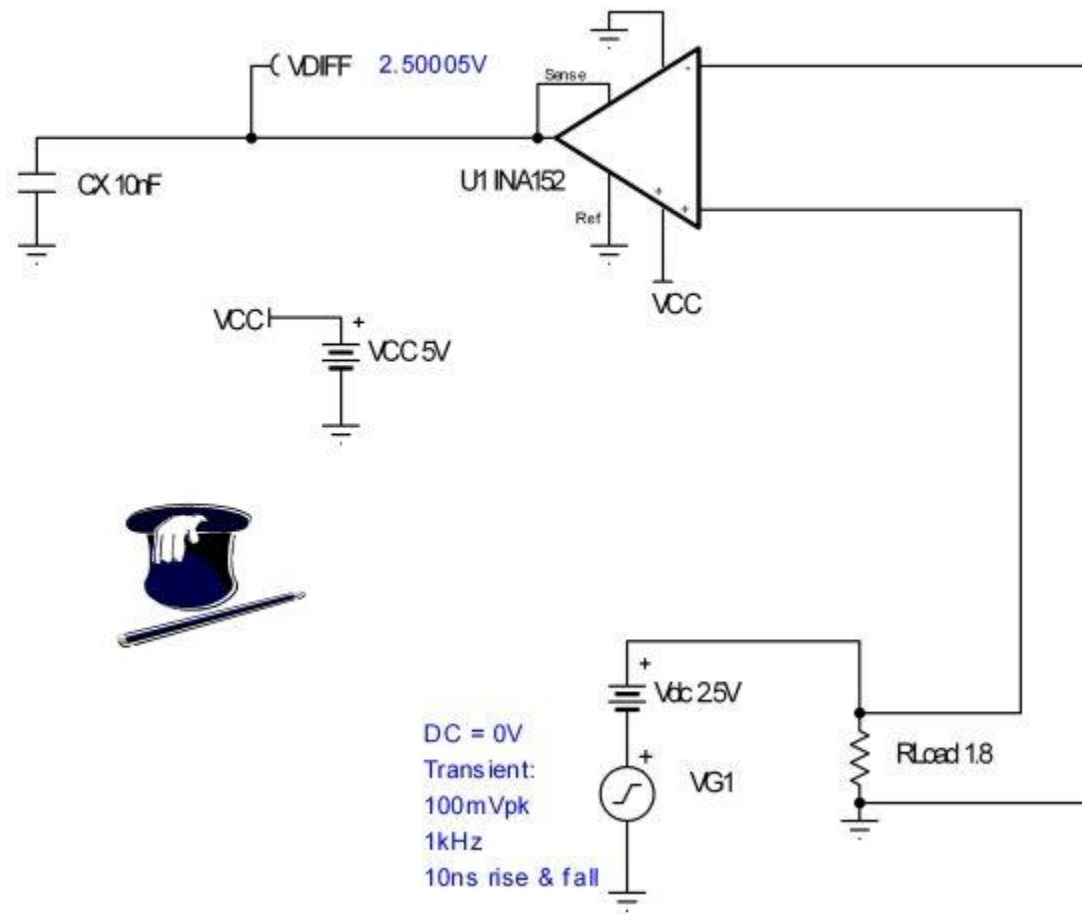 VDIFF 2.50005V
Sense
-
CX 10nF
U1 INA152
+
+
Ref
VCC
VCC
+
VCC 5V
+
Vdc 2.5V
DC = 0V
Transient:
100mVpk
1kHz
10ns rise & fall
+
VG1
RLoad 1.8